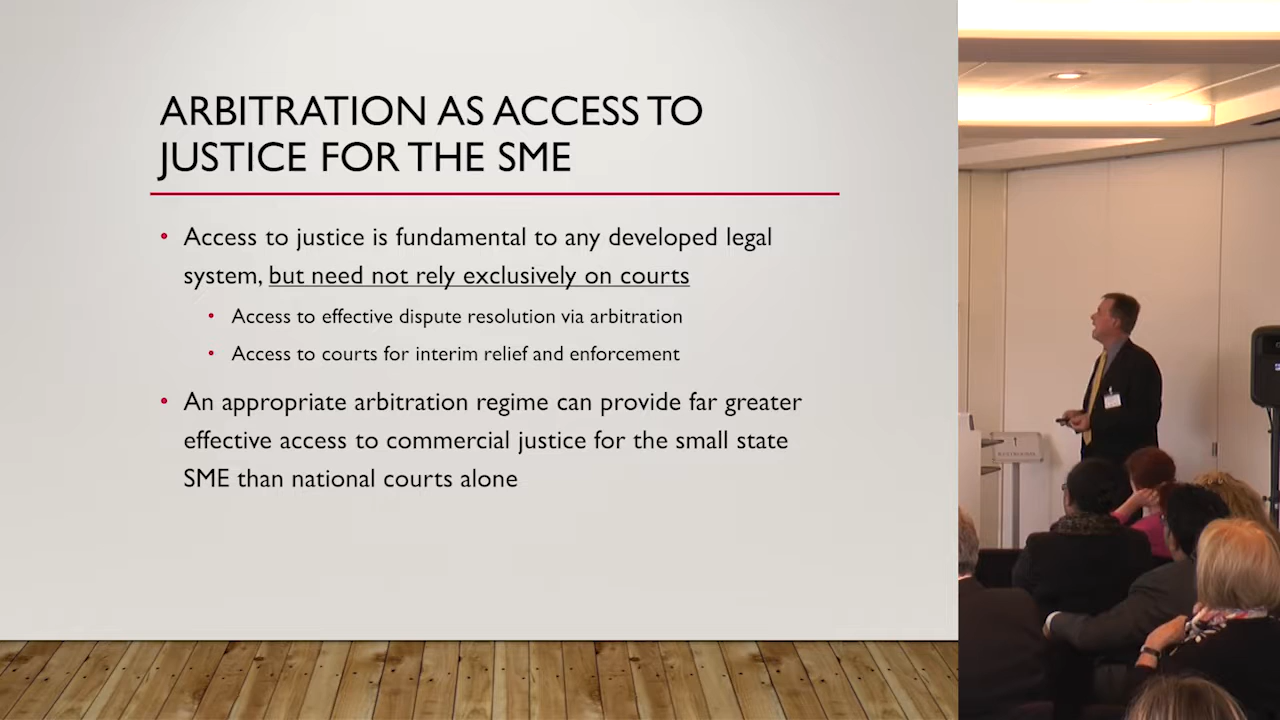 ARBITRATION AS ACCESS TO
JUSTICE FOR THE SME
• Access to justice is fundamental to any developed legal
system, but need not rely exclusively on courts
• Access to effective dispute resolution via arbitration
• Access to courts for interim relief and enforcement
• An appropriate arbitration regime can provide far greater
effective access to commercial justice for the small state
SME than national courts alone